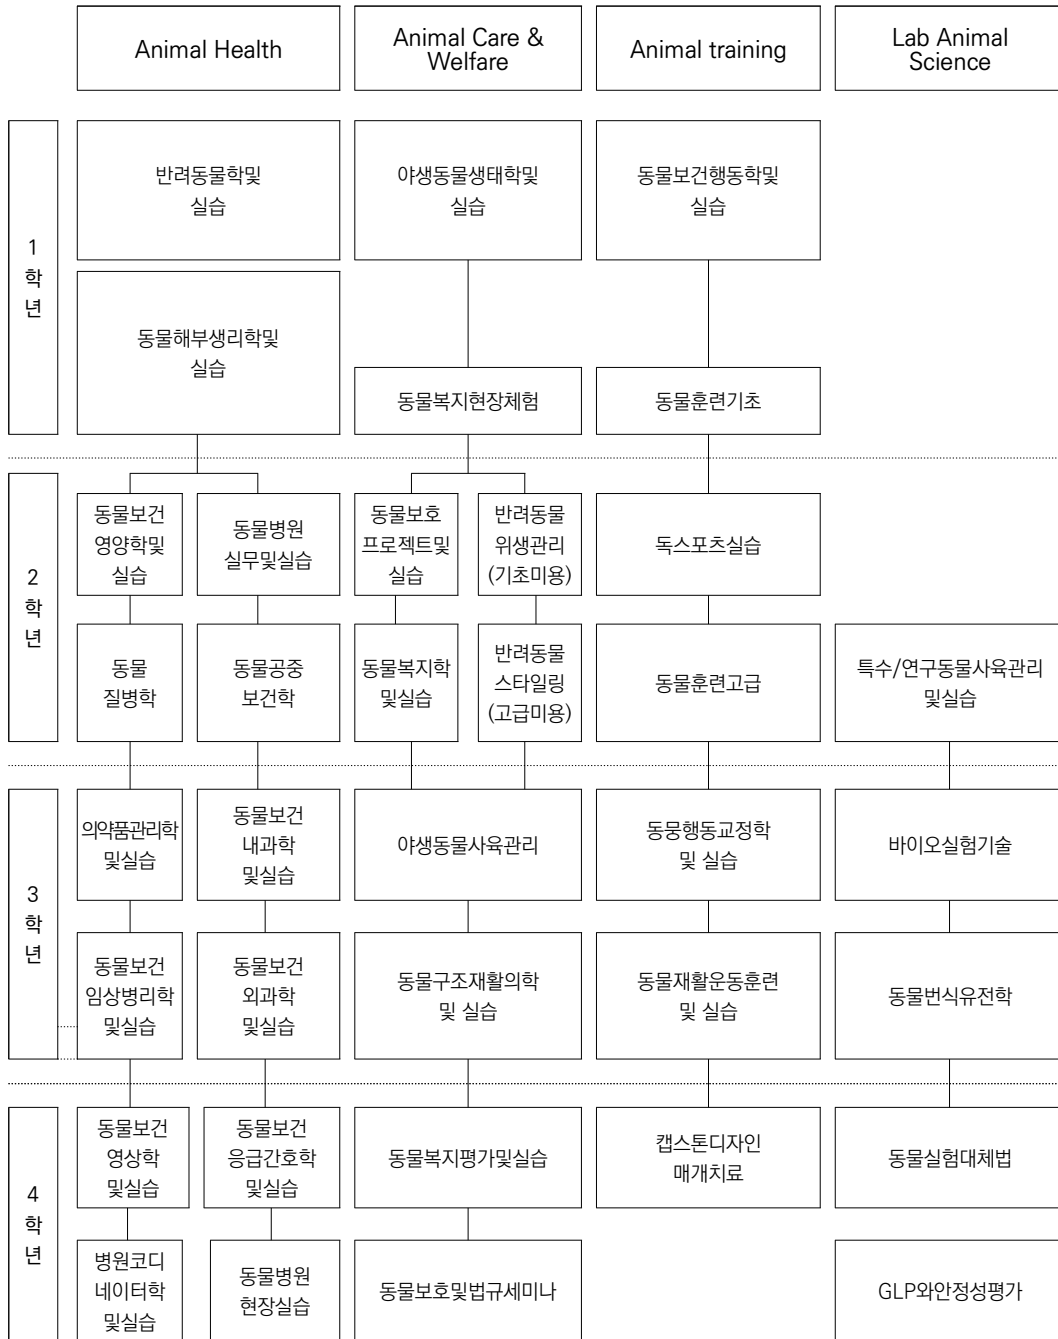 Animal Health
Animal Care &
Welfare
Animal training
Lab Animal
Science
1
학
년
반려동물학및
실습
야생동물생태학및
실습
동물보건행동학및
실습
동물해부생리학및
실습
동물복지현장체험
동물훈련기초
2
학
년
동물보건
영양학및
실습
동물병원
실무및실습
동물보호
프로젝트및
실습
반려동물
위생관리
(기초미용)
독스포츠실습
동물
질병학
동물공중
보건학
동물복지학
및실습
반려동물
스타일링
(고급미용)
동물훈련고급
특수/연구동물사육관리
및실습
3
학
년
의약품관리학
및실습
동물보건
내과학
및실습
야생동물사육관리
동뭉행동교정학
및 실습
바이오실험기술
동물보건
임상병리학
및실습
동물보건
외과학
및실습
동물구조재활의학
및 실습
동물재활운동훈련
및 실습
동물번식유전학
4
학
년
동물보건
영상학
및실습
동물보건
응급간호학
및실습
동물복지평가및실습
캡스톤디자인
매개치료
동물실험대체법
병원코디
네이터학
및실습
동물병원
현장실습
동물보호및법규세미나
GLP와안정성평가